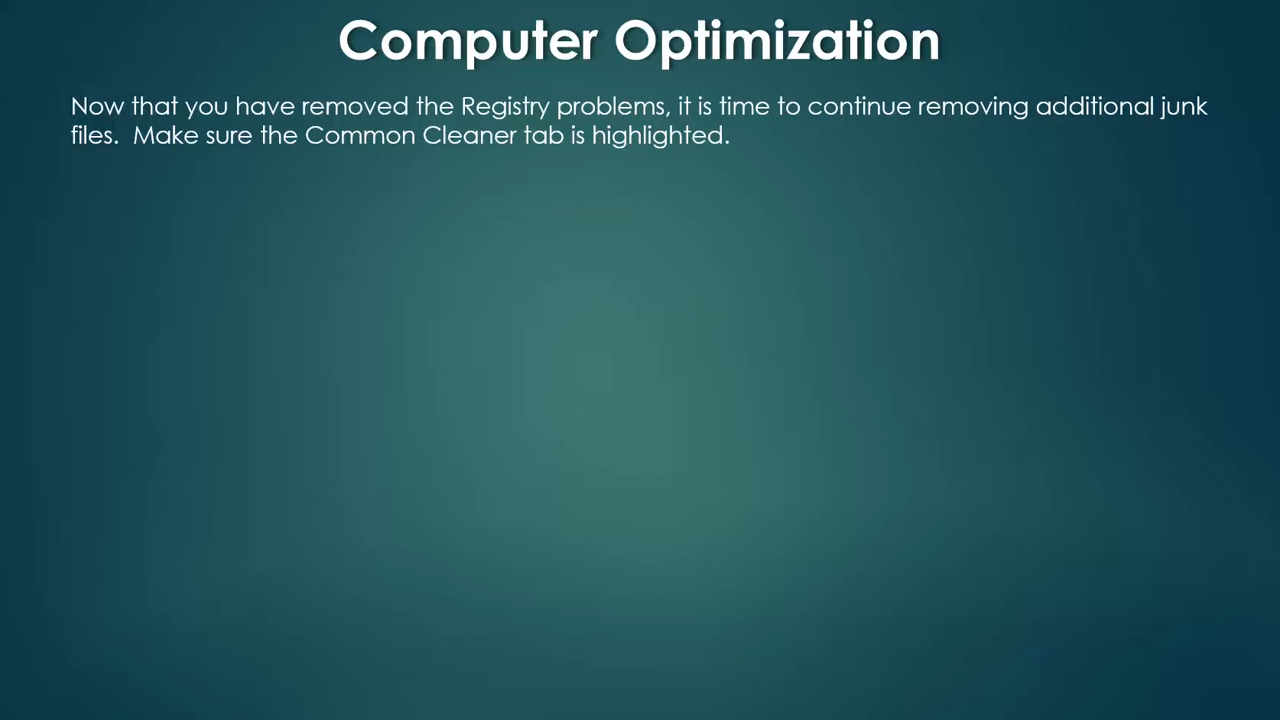 Computer Optimization
Now that you have removed the Registry problems, it is time to continue removing additional junk
files.  Make sure the Common Cleaner tab is highlighted.